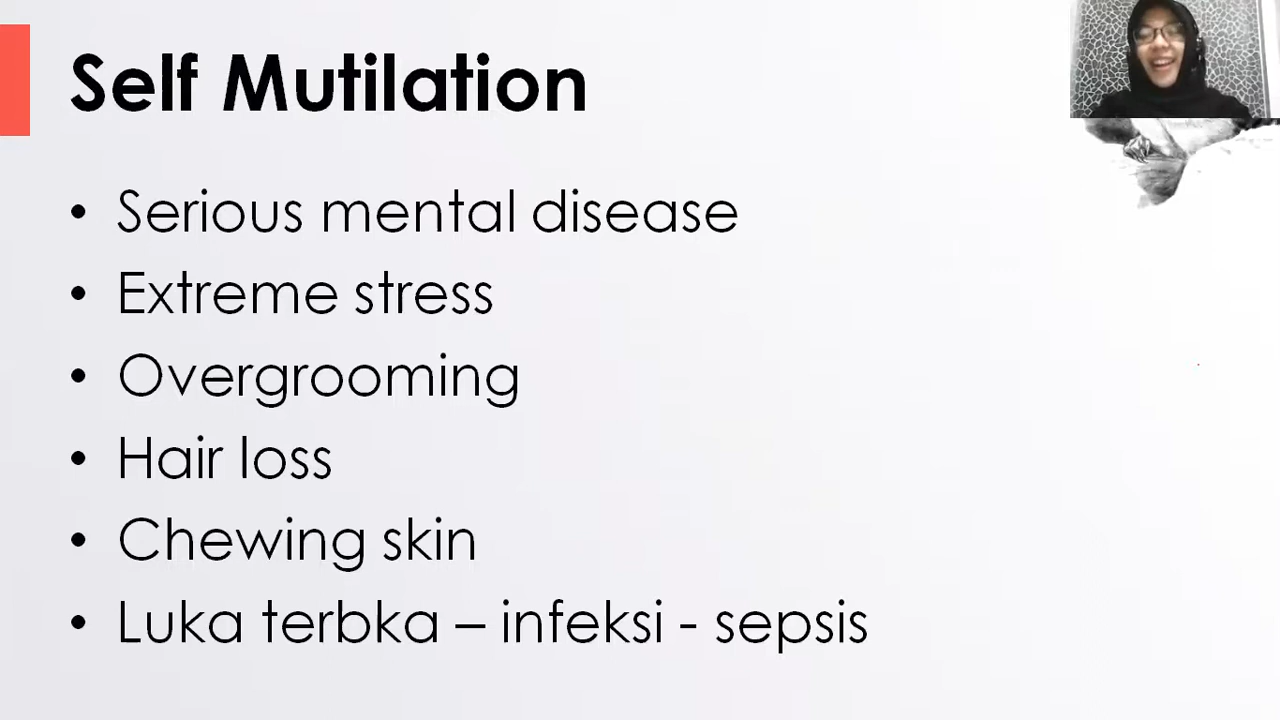 Self Mutilation
• Serious mental disease
• Extreme stress
• Overgrooming
• Hair loss
• Chewing skin
• Luka terbka – infeksi - sepsis